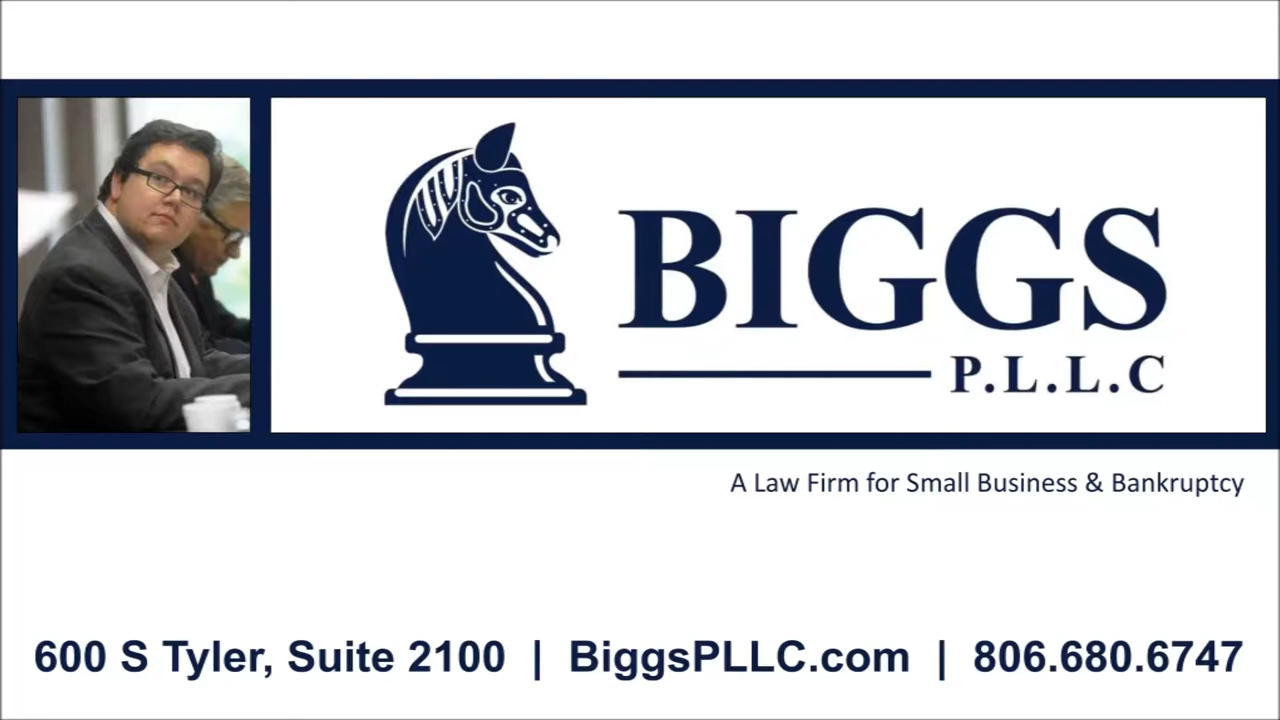 BIGGS
P.L.L.C
A Law Firm for Small Business & Bankruptcy
600 S Tyler, Suite 2100 | BiggsPLLC.com | 806.680.6747